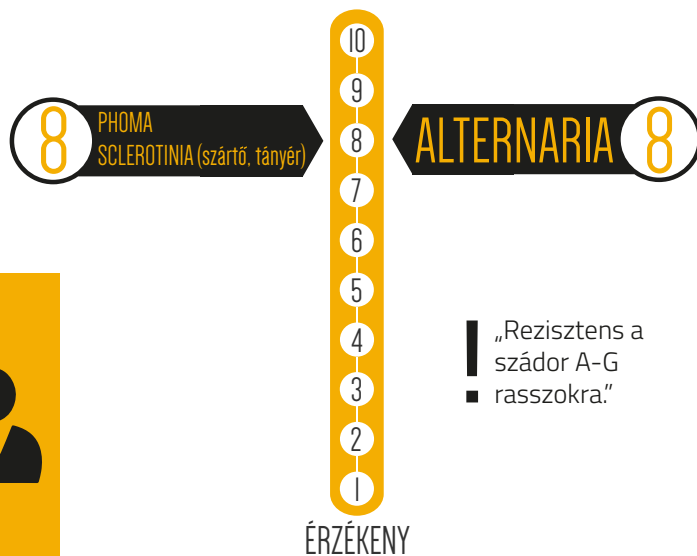 10
9
8 PHOMA
SCLEROTINIA (szártő, tányér)
8
ALTERNARIA 8
7
6
5
4
3
2
1
ÉRZÉKENY
! „Rezisztens a
szádor A-G
rasszokra.”